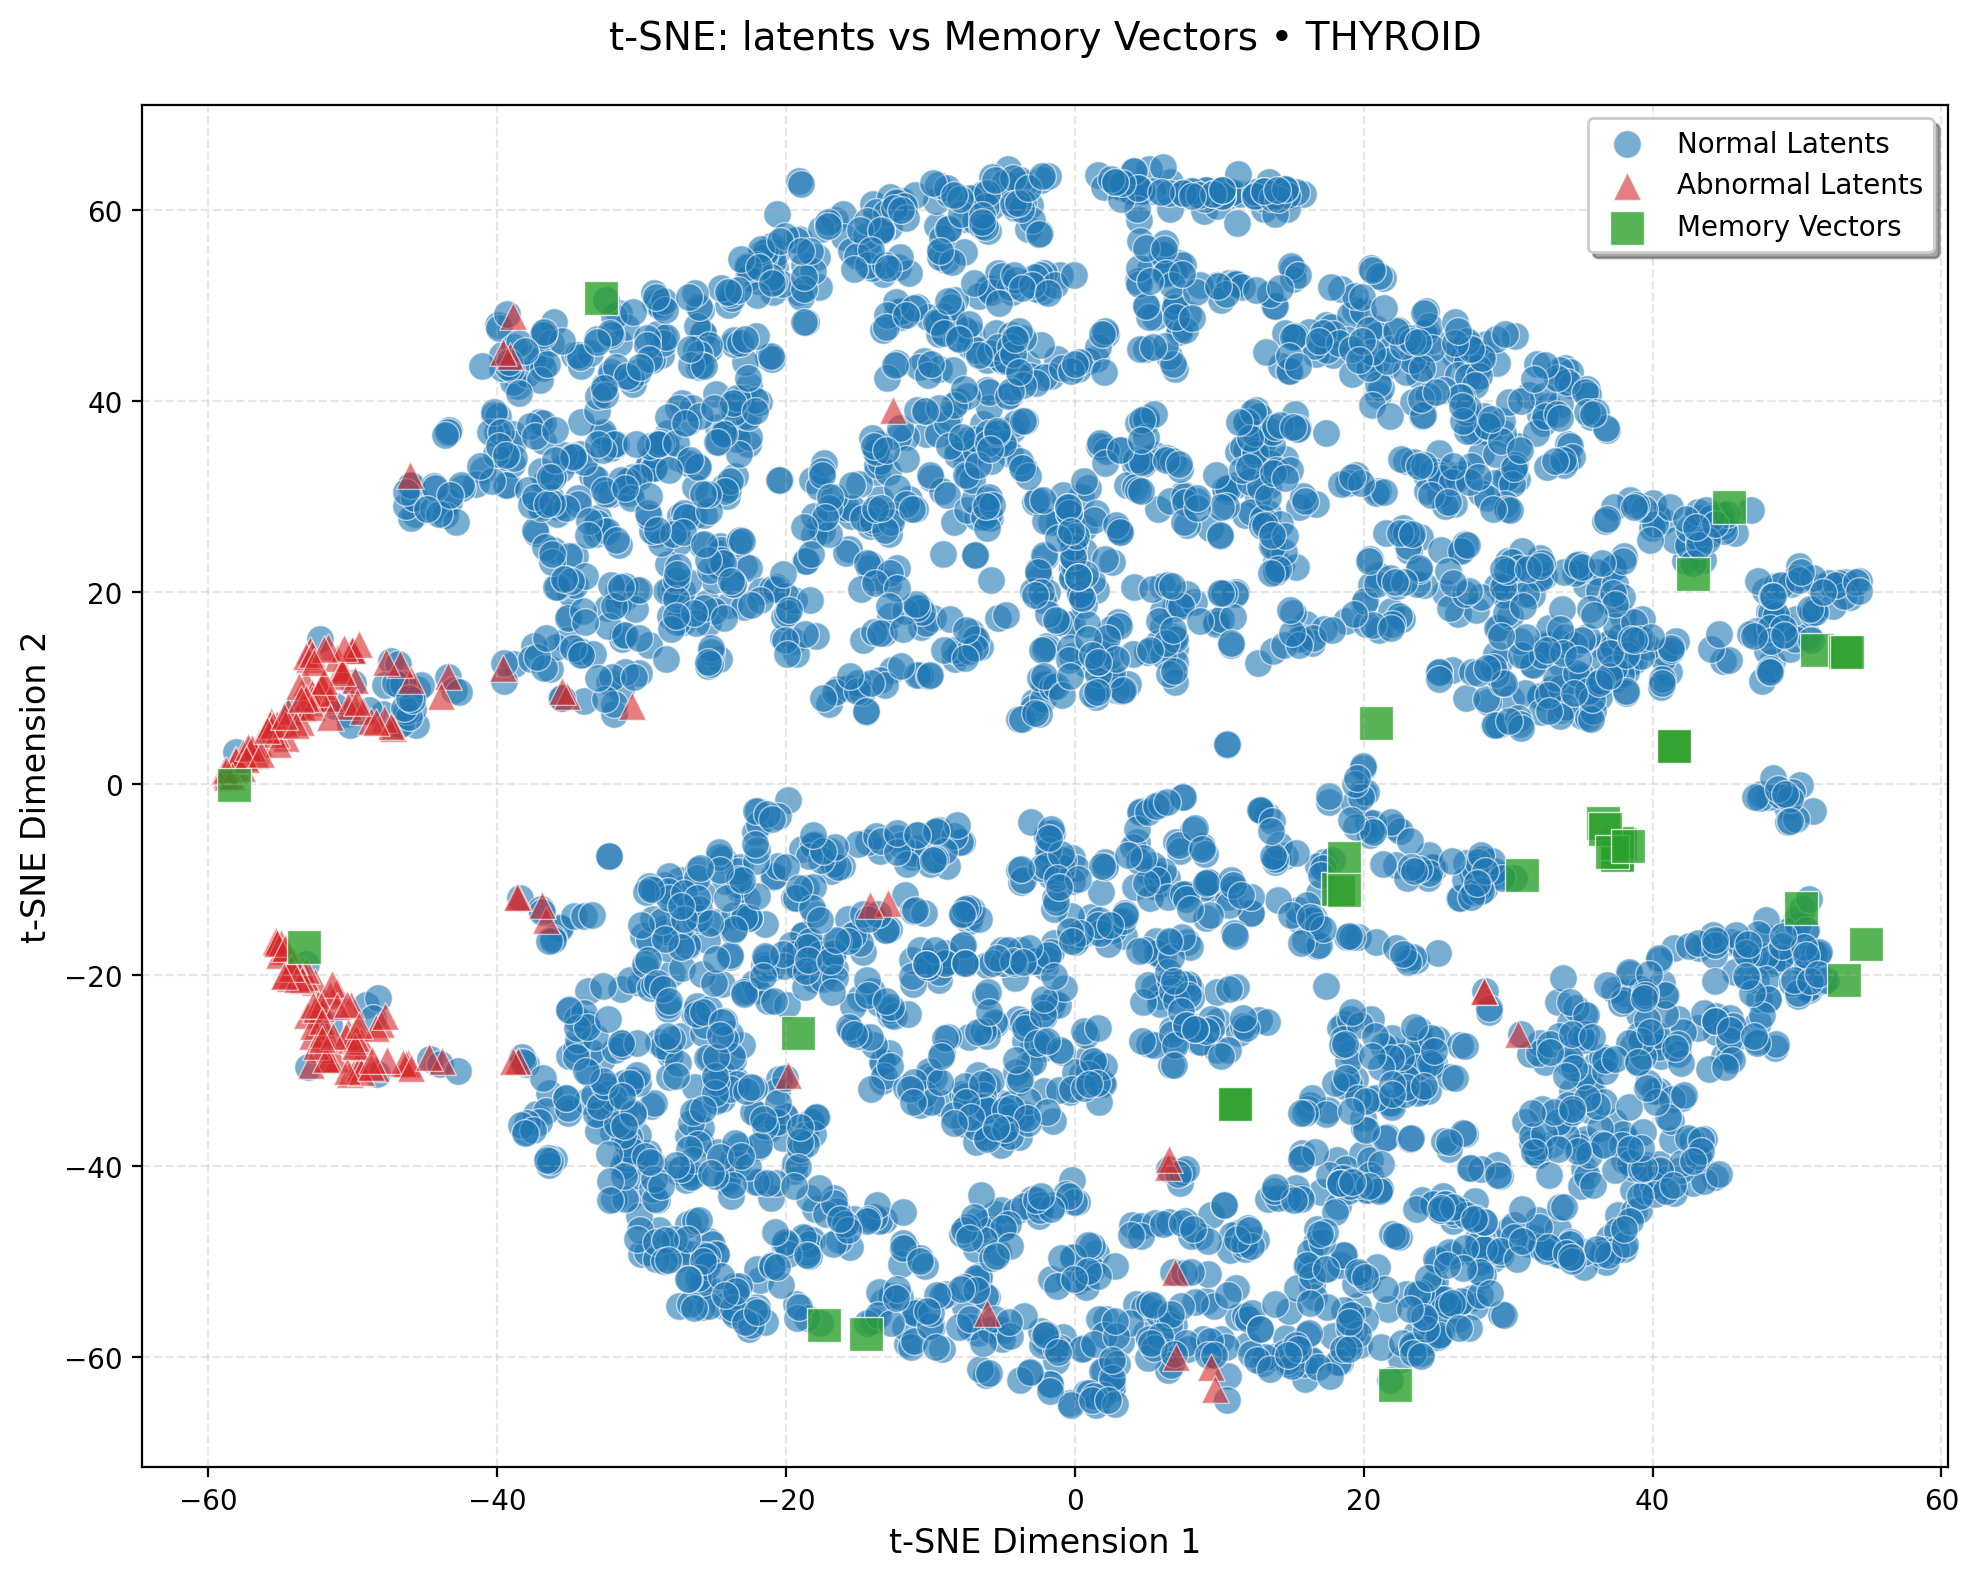 t-SNE: latents vs Memory Vectors • THYROID
Normal Latents
Abnormal Latents
Memory Vectors
t-SNE Dimension 2
60
40
20
0
−20
−40
−60
−60
−40
−20
0
20
40
60
t-SNE Dimension 1